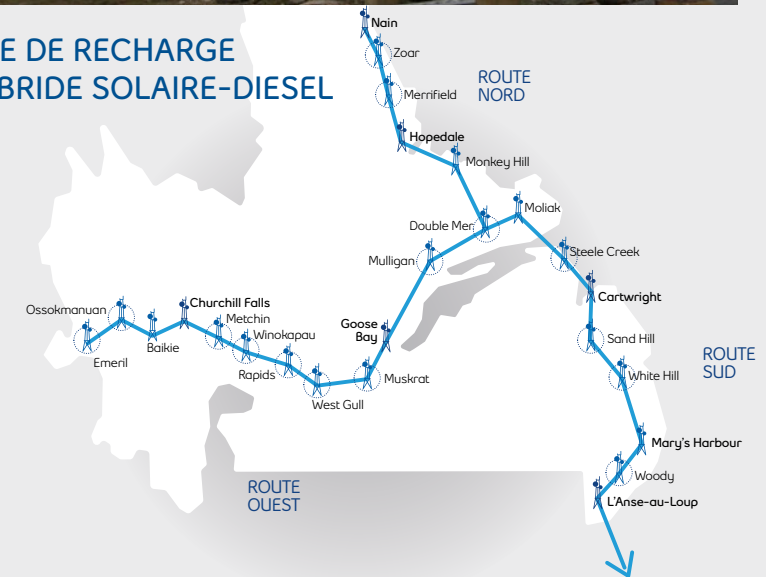 E DE RECHARGE
BRIDE SOLAIRE-DIESEL
Nain
Zoar
Merrifield
ROUTE
NORD
Hopedale
Monkey Hill
Moliak
Double Mer
Mulligan
Steele Creek
Cartwright
Ossokmanuan
Churchill Falls
Metchin
Winokapau
Baikie
Emeril
Goose
Bay
Sand Hill
ROUTE
SUD
Rapids
Muskrat
White Hill
West Gull
Mary's Harbour
Woody
ROUTE
OUEST
L'Anse-au-Loup